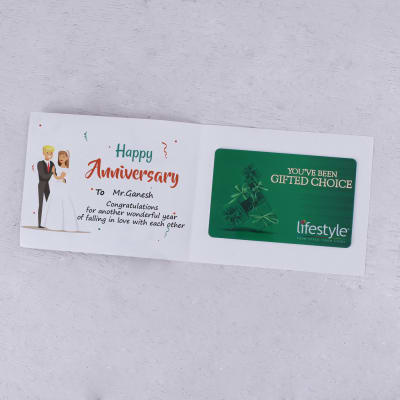 Happy
Anniversary
To Mr.Ganesh
Congratulations
for another wonderful year
of falling in love with each other
YOU'VE BEEN
GIFTED CHOICE
lifestyle